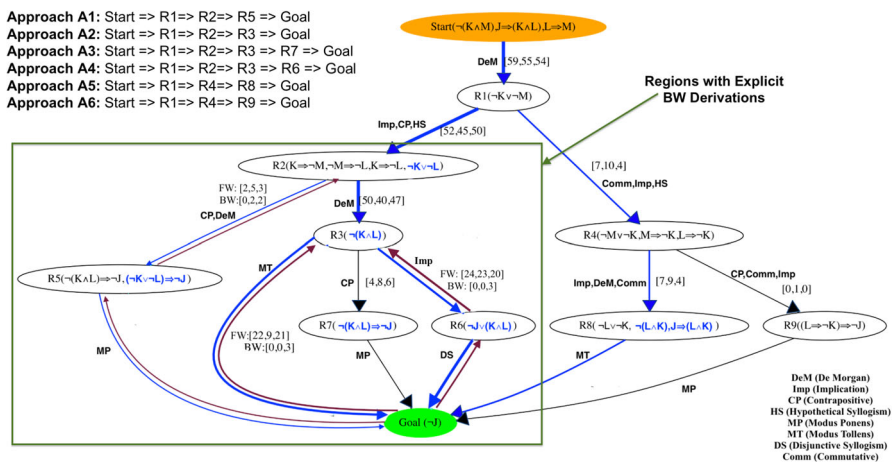 Approach A1: Start => R1=> R2=> R5 => Goal
Approach A2: Start => R1=> R2=> R3 => Goal
Approach A3: Start => R1=> R2=> R3 => R7 => Goal
Approach A4: Start => R1=> R2=> R3 => R6 => Goal
Approach A5: Start => R1=> R4=> R8 => Goal
Approach A6: Start => R1=> R4=> R9 => Goal
Start(¬(K∧M),J⇒(K∧L),L⇒M)
DeM [59,55,54]
R1(¬K∨¬M)
Regions with Explicit
BW Derivations
Imp,CP,HS [52,45,50]
[7,10,4]
Comm,Imp,HS
R2(K⇒¬M,¬M⇒¬L,K⇒¬L,¬K∨¬L)
FW: [2,5,3]
BW:[0,2,2]
CP,DeM
DeM [50,40,47]
R3(¬(K∧L))
R4(¬M∨¬K,M⇒¬K,L⇒¬K)
MT
Imp
FW: [24,23,20]
BW: [0,0,3]
CP [4,8,6]
R5(¬(K∧L)⇒¬J,(¬K∨¬L)⇒¬J)
Imp,DeM,Comm [7,9,4]
CP,Comm,Imp
[0,1,0]
FW:[22,9,21]
BW:[0,0,3]
R7(¬(K∧L)⇒¬J)
R6(¬J∨(K∧L))
R8(¬L∨¬K, ¬(L∧K),J⇒(L∧K))
R9((L⇒¬K)⇒¬J)
MP
MP
DS
MT
MP
Goal (¬J)
DeM (De Morgan)
Imp (Implication)
CP (Contrapositive)
HS (Hypothetical Syllogism)
MP (Modus Ponens)
MT (Modus Tollens)
DS (Disjunctive Syllogism)
Comm (Commutative)